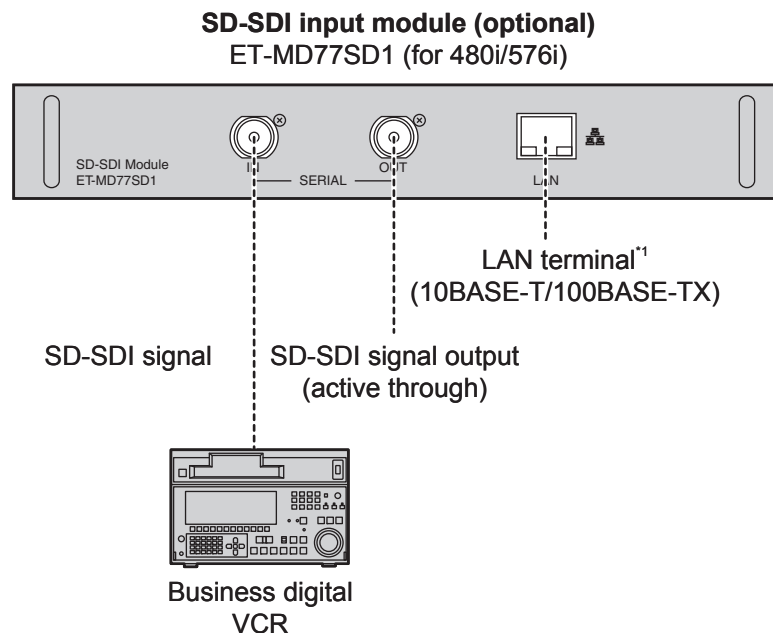 SD-SDI input module (optional)
ET-MD77SD1 (for 480i/576i)
SD-SDI Module
ET-MD77SD1
IN
OUT
SERIAL
LAN
LAN terminal*1
(10BASE-T/100BASE-TX)
SD-SDI signal
SD-SDI signal output
(active through)
Business digital
VCR